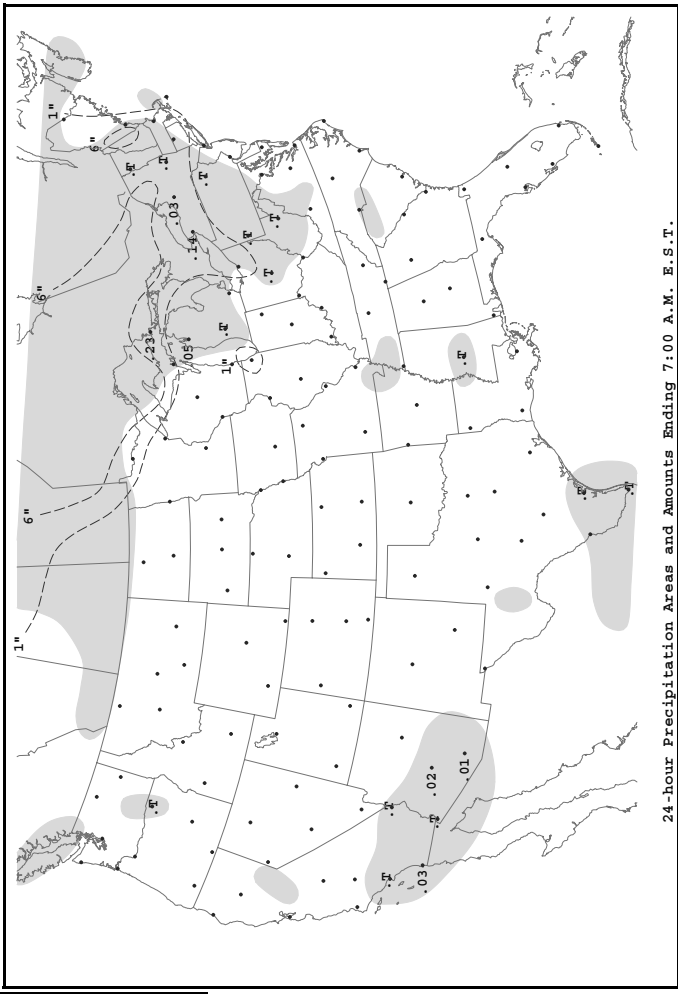 1"
6"
6"
1"
6"
T
T
23
T
T
03
05
14
T
T
1"
T
T
T
T
T
03
02
T
T
01
T
T
24-hour Precipitation Areas and Amounts Ending 7:00 A.M. E.S.T.